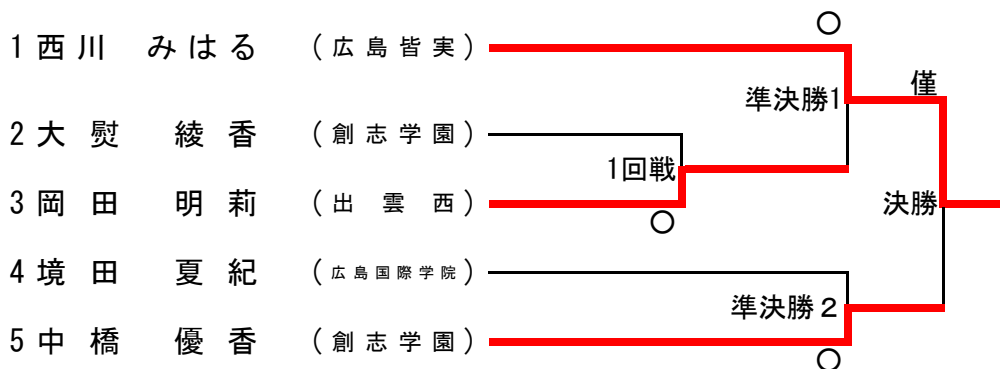 ○
1 西川 みはる (広島皆実)
僅
準決勝1
2 大熨 綾香 (創志学園)
1回戦
3 岡田 明莉 (出雲西)
決勝
○
4 境田 夏紀 (広島国際学院)
準決勝２
5 中橋 優香 (創志学園)
○